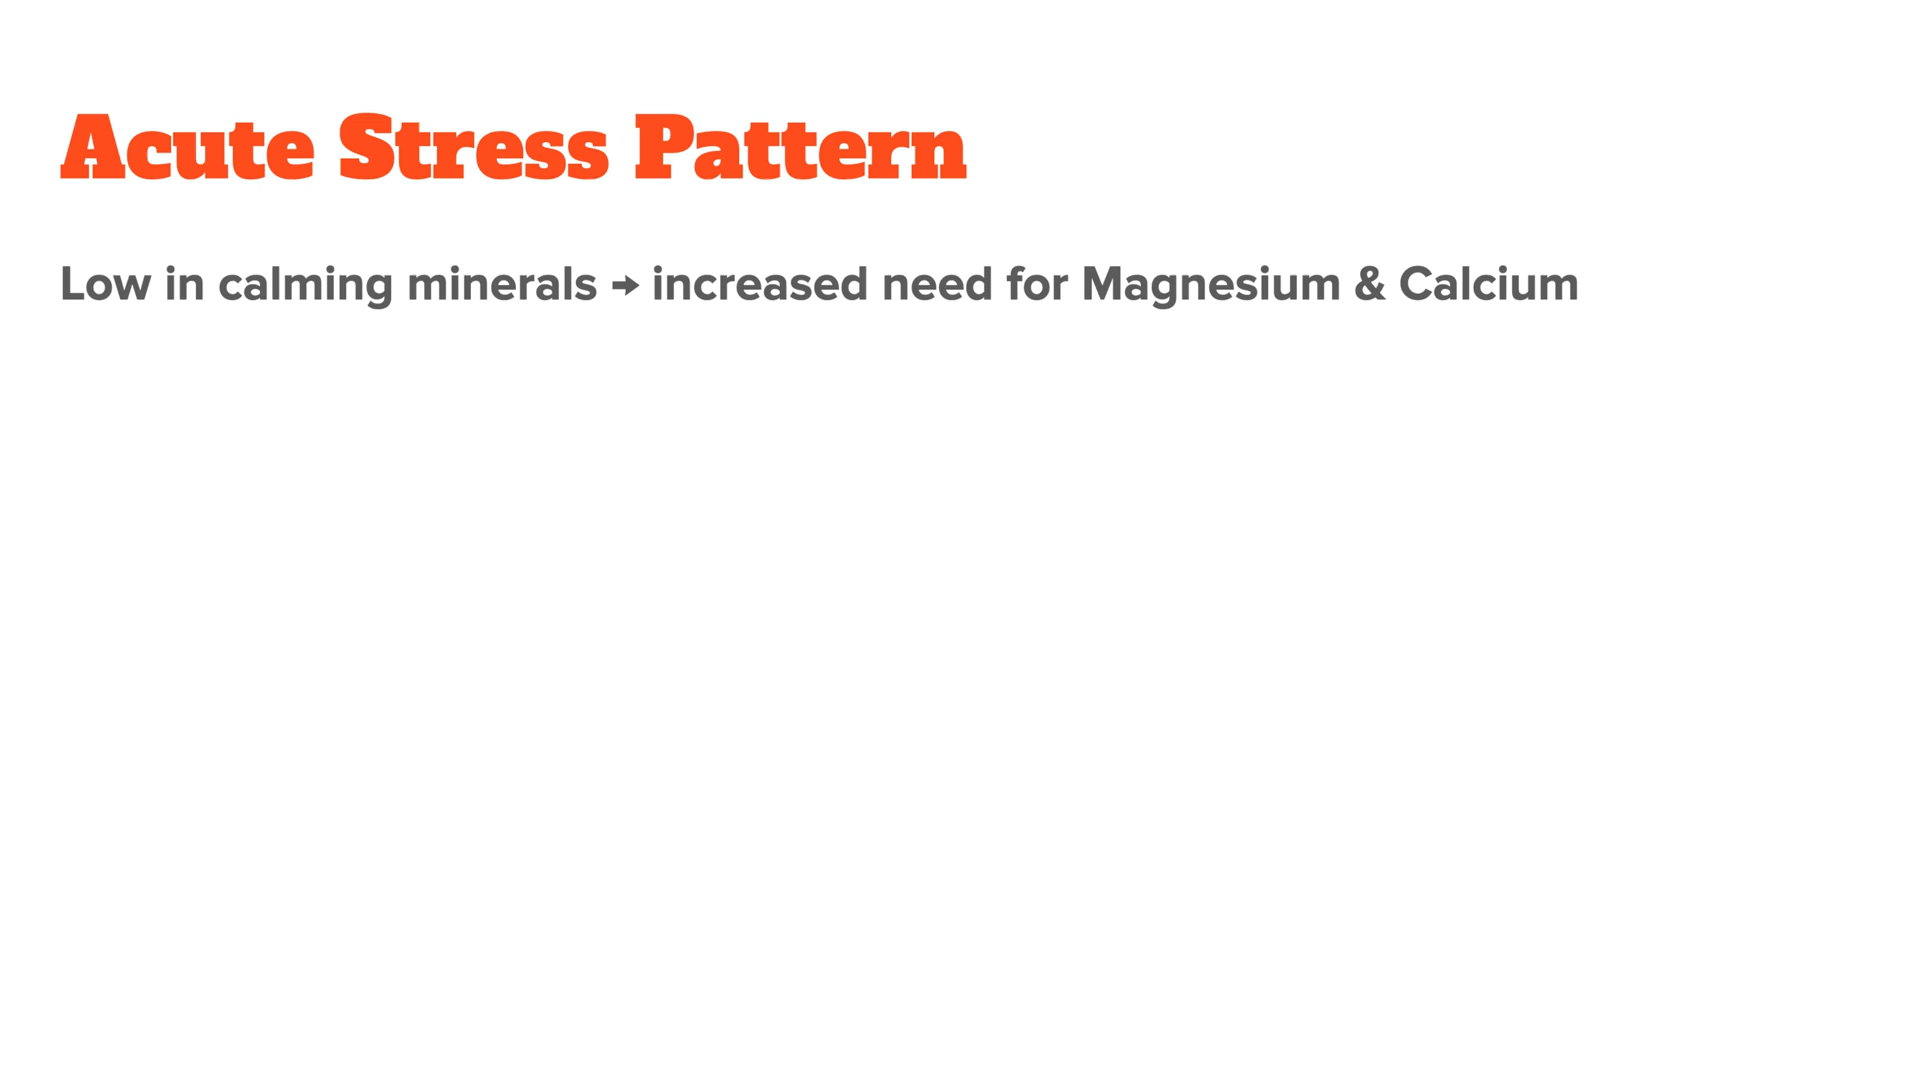 Acute Stress Pattern
Low in calming minerals → increased need for Magnesium & Calcium